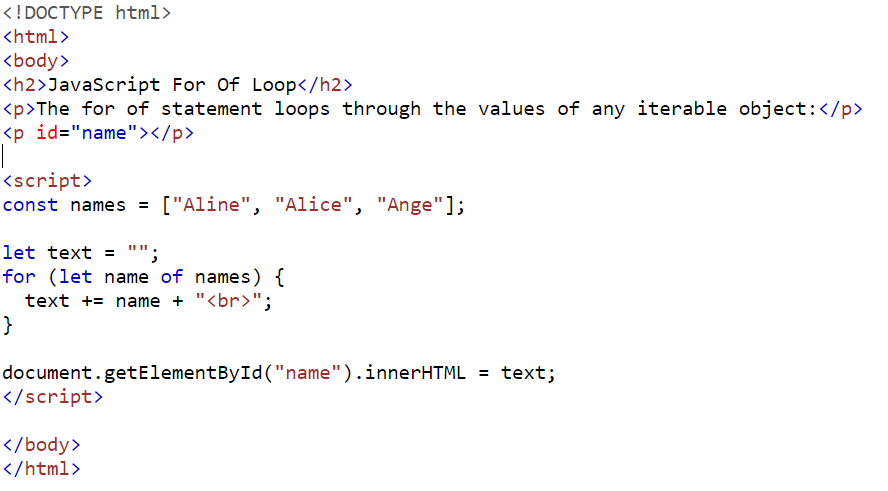 <!DOCTYPE html>
<html>
<body>
<h2>JavaScript For Of Loop</h2>
<p>The for of statement loops through the values of any iterable object:</p>
<p id="name"></p>
<script>
const names = ["Aline", "Alice", "Ange"];
let text = "";
for (let name of names) {
  text += name + "<br>";
}
document.getElementById("name").innerHTML = text;
</script>
</body>
</html>